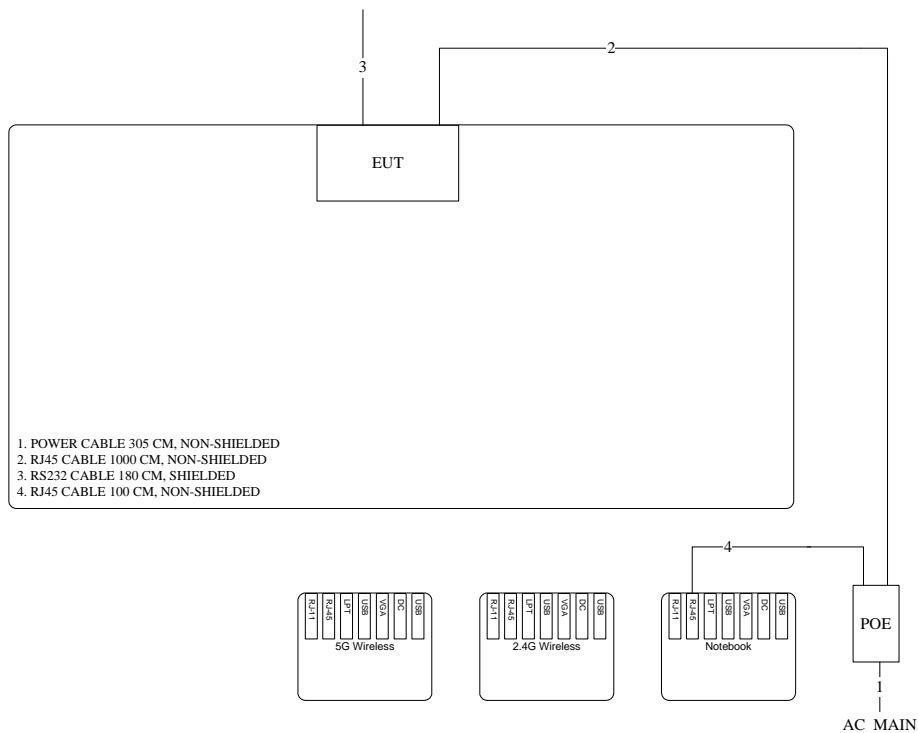 2
3
EUT
1. POWER CABLE 305 CM, NON-SHIELDED
2. RJ45 CABLE 1000 CM, NON-SHIELDED
3. RS232 CABLE 180 CM, SHIELDED
4. RJ45 CABLE 100 CM, NON-SHIELDED
4
RJ-11 RJ-45 LPT USB VGA DC USB
5G Wireless
RJ-11 RJ-45 LPT USB VGA DC USB
2.4G Wireless
RJ-11 RJ-45 LPT USB VGA DC USB
Notebook
POE
1
AC MAIN